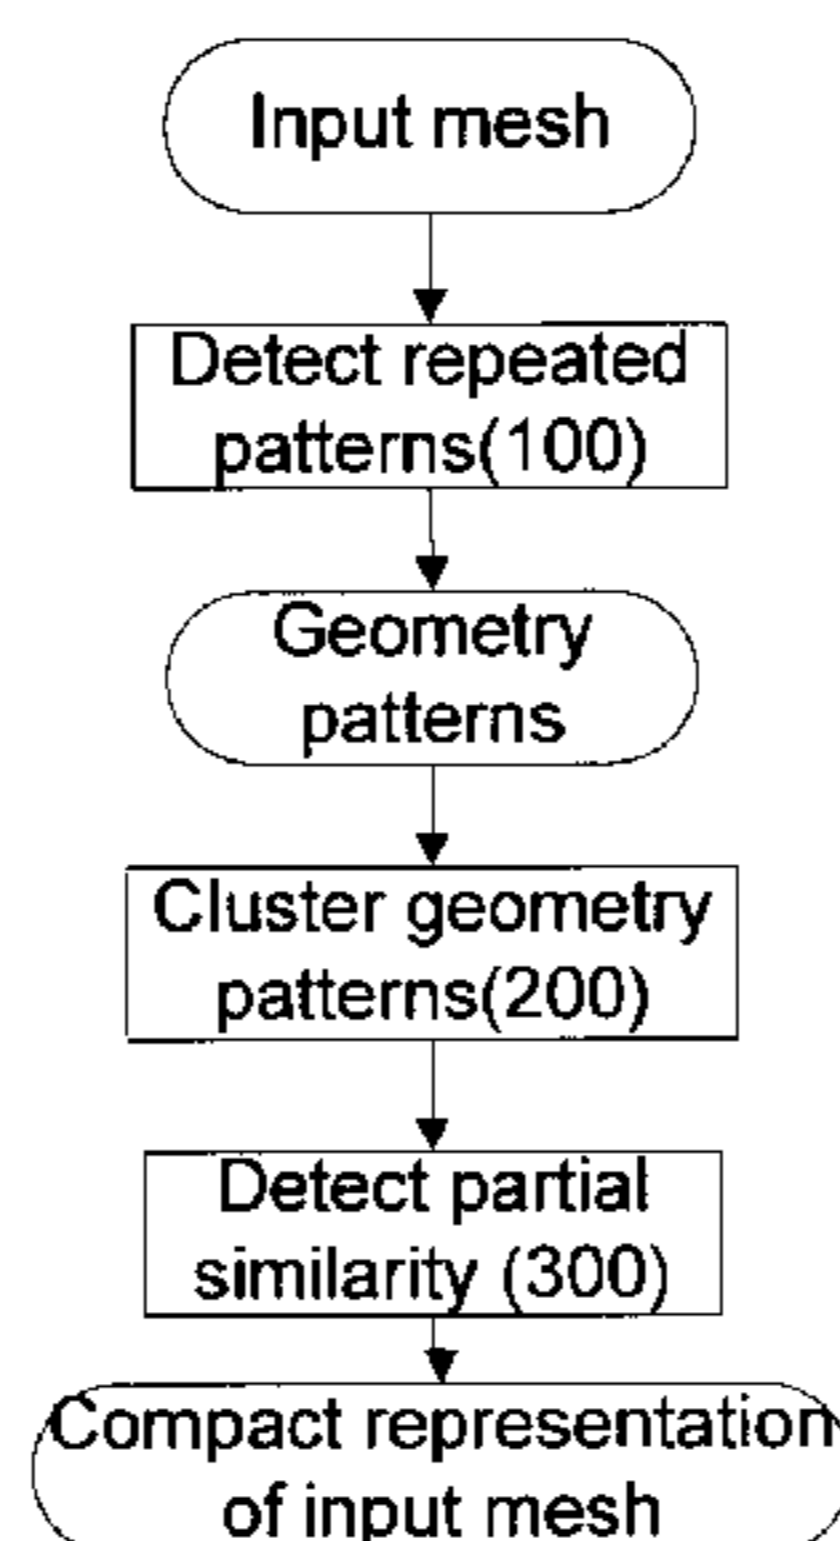 Input mesh
Detect repeated
patterns(100)
Geometry
patterns
Cluster geometry
patterns(200)
Detect partial
similarity (300)
Compact representation
of input mesh